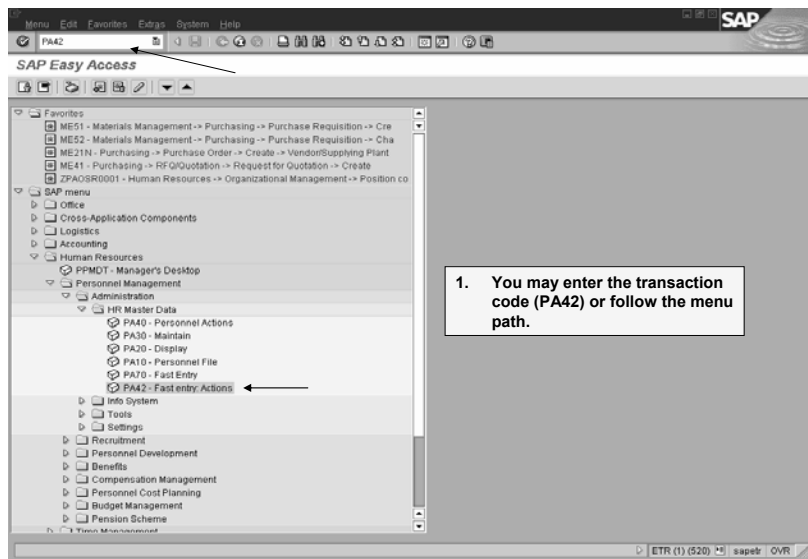 Menu Edit Favorites Extras System Help
SAP
PA42
SAP Easy Access
Favorites
ME51 - Materials Management -> Purchasing -> Purchase Requisition -> Cre
ME52 - Materials Management -> Purchasing -> Purchase Requisition -> Cha
ME21N - Purchasing -> Purchase Order -> Create -> Vendor/Supplying Plant
ME41 - Purchasing -> RFQ/Quotation -> Request for Quotation -> Create
ZPAOSR0001 - Human Resources -> Organizational Management -> Position co
SAP menu
Office
Cross-Application Components
Logistics
Accounting
Human Resources
PPMDT - Manager's Desktop
Personnel Management
Administration
HR Master Data
PA40 - Personnel Actions
PA30 - Maintain
PA20 - Display
PA10 - Personnel File
PA70 - Fast Entry
PA42 - Fast entry: Actions
Info System
Tools
Settings
Recruitment
Personnel Development
Benefits
Compensation Management
Personnel Cost Planning
Budget Management
Pension Scheme
Time Management
1. You may enter the transaction
code (PA42) or follow the menu
path.
ETR (1) (520) sapetr OVR